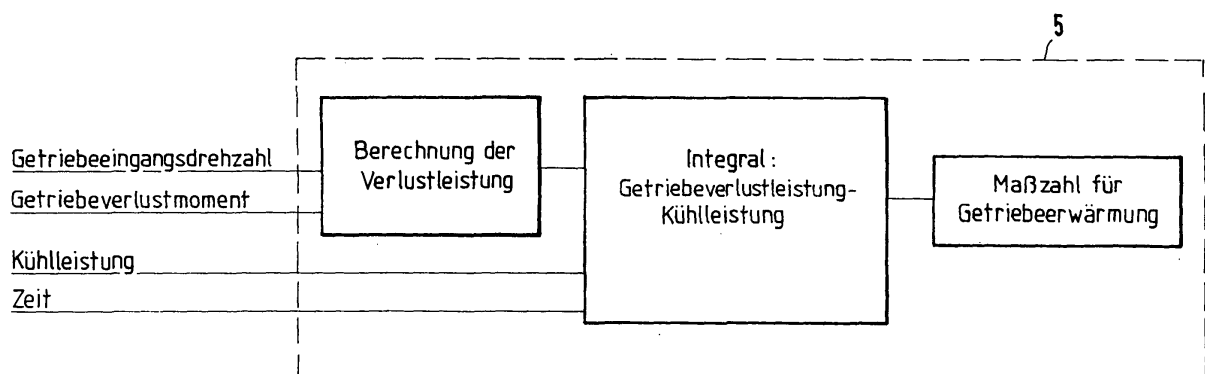 5
Getriebeeingangsdrehzahl
Getriebeverlustmoment
Kühlleistung
Zeit
Berechnung der
Verlustleistung
Integral:
Getriebeverlustleistung-
Kühlleistung
Maßzahl für
Getriebeerwärmung